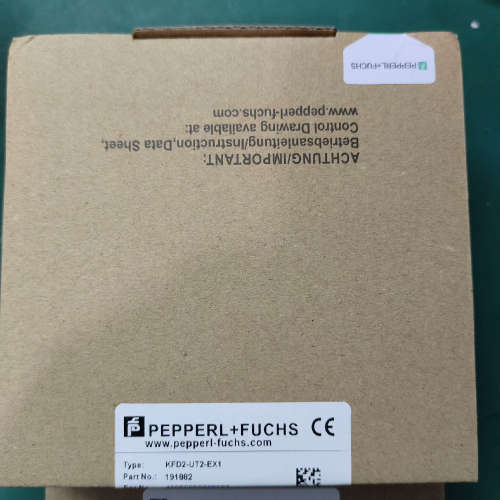 PEPPERL+FUCHS
ACHTUNG/IMPORTANT:
Betriebsanleitung/Instruction,Data Sheet,
Control Drawing available at:
www.pepperl-fuchs.com
PEPPERL+FUCHS CE
www.pepperl-fuchs.com
Type: KFD2-UT2-EX1
Part No.: 191882